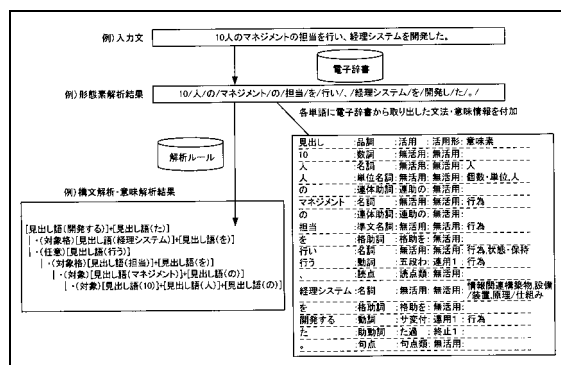 例)入力文
10人のマネジメントの担当を行い、経理システムを開発した。
電子辞書
例)形態素解析結果
10/人/の/マネジメント/の/担当/を/行い/、/経理システム/を/開発し/た/。/
各単語に電子辞書から取り出した文法・意味情報を付加
解析ルール
例)構文解析・意味解析結果
[見出し語(開発する)]+[見出し語(た)]
・(対象格)[見出し語(経理システム)]+[見出し語(を)]
・(任意)[見出し語(行う)]
・(対象格)[見出し語(担当)]+[見出し語(を)]
・(対象)[見出し語(マネジメント)]+[見出し語(の)]
・(対象)[見出し語(10)]+[見出し語(人)]+[見出し語(の)]
見出し :品詞 :活用 :活用形:意味素
10 :数詞 :無活用:無活用:
人 :名詞 :無活用:無活用:人
人 :単位名詞:無活用:無活用:個数・単位,人
の :連体助詞:連助の:無活用:
マネジメント :名詞 :無活用:無活用:行為
の :連体助詞:連助の:無活用:
担当 :準文名詞:無活用:無活用:行為
を :格助詞 :格助を:無活用:
行い :名詞 :無活用:無活用:行為,状態・保持
行う :動詞 :五段わ:連用1:行為
、 :読点 :読点類:無活用:
経理システム:名詞 :無活用:無活用:情報関連構築物,設備/装置,原理/仕組み
を :格助詞 :格助を:無活用:
開発する :動詞 :サ変付:連用1:行為
た :助動詞 :た過 :終止1:
。 :句点 :句点類:無活用: